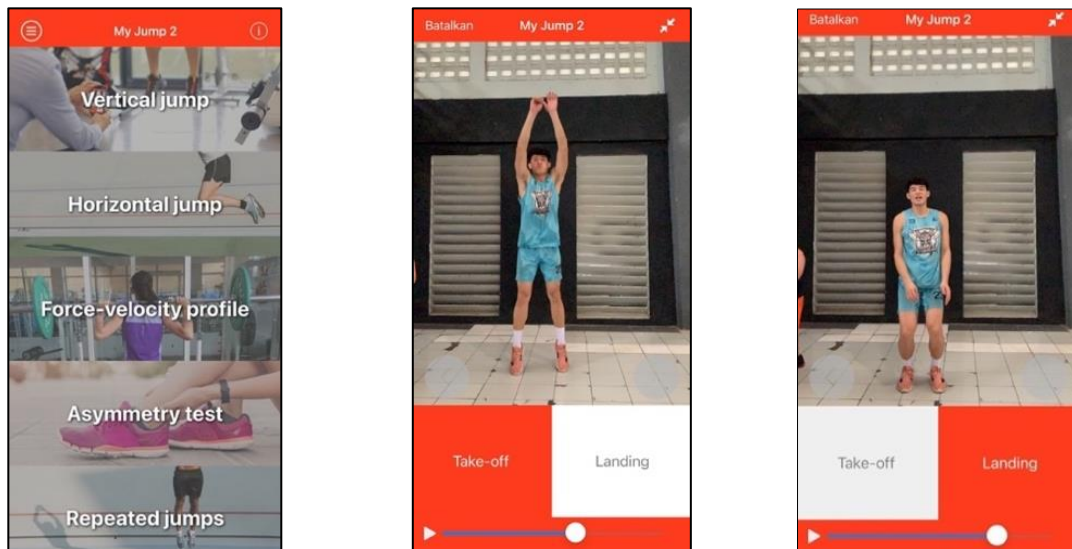 My Jump 2
Vertical jump
Horizontal jump
Force-velocity profile
Asymmetry test
Repeated jumps
Batalkan My Jump 2
Take-off Landing
Batalkan My Jump 2
Take-off Landing